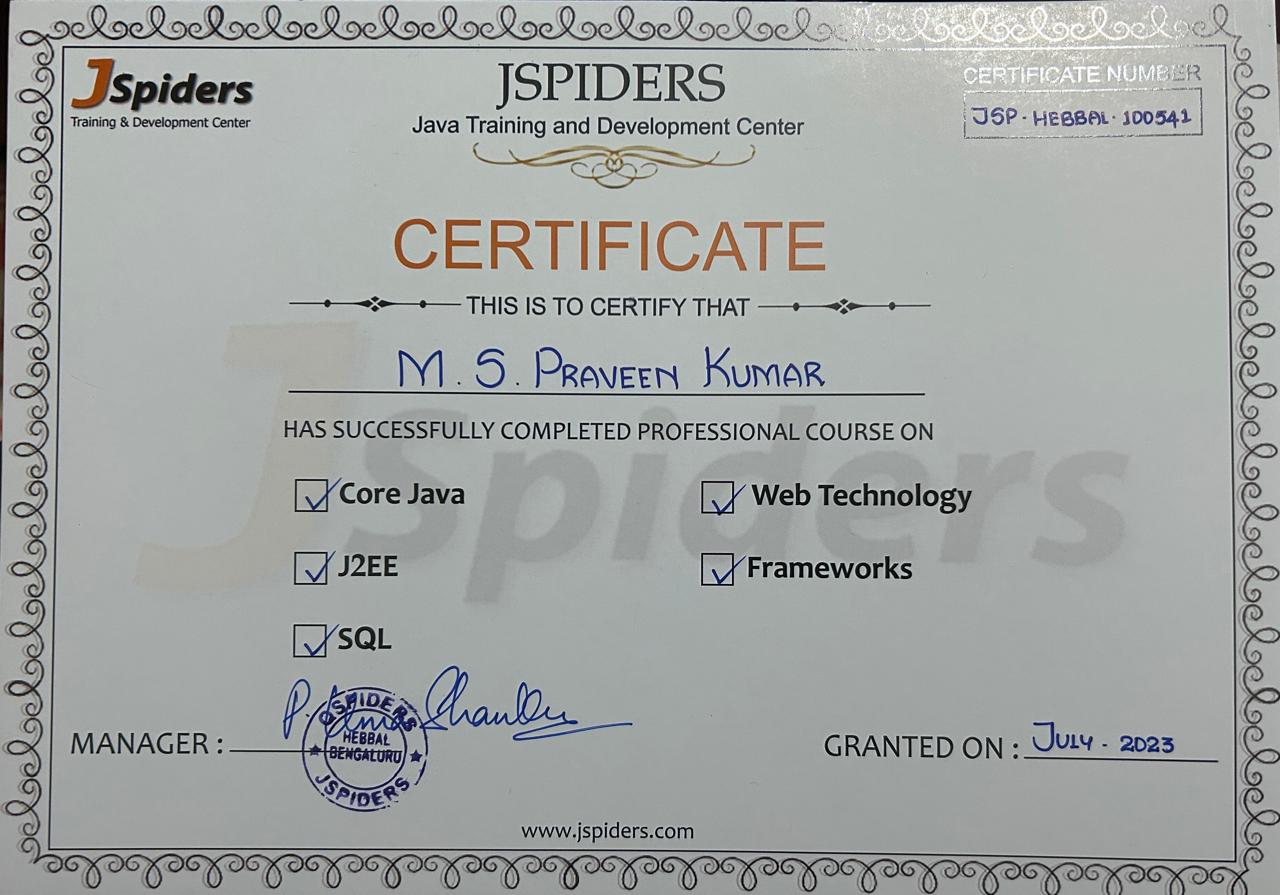 JSpiders
Training & Development Center
JSPIDERS
Java Training and Development Center
CERTIFICATE NUMBER
JSP - HEBBAL - 100541
CERTIFICATE
THIS IS TO CERTIFY THAT
M. S. PRAVEEN KUMAR
HAS SUCCESSFULLY COMPLETED PROFESSIONAL COURSE ON
JSpiders
Core Java
Web Technology
J2EE
Frameworks
SQL
MANAGER :
QSPIDERS
HEBBAL
BENGALURU
JSPIDERS
GRANTED ON : JULY - 2023
www.jspiders.com